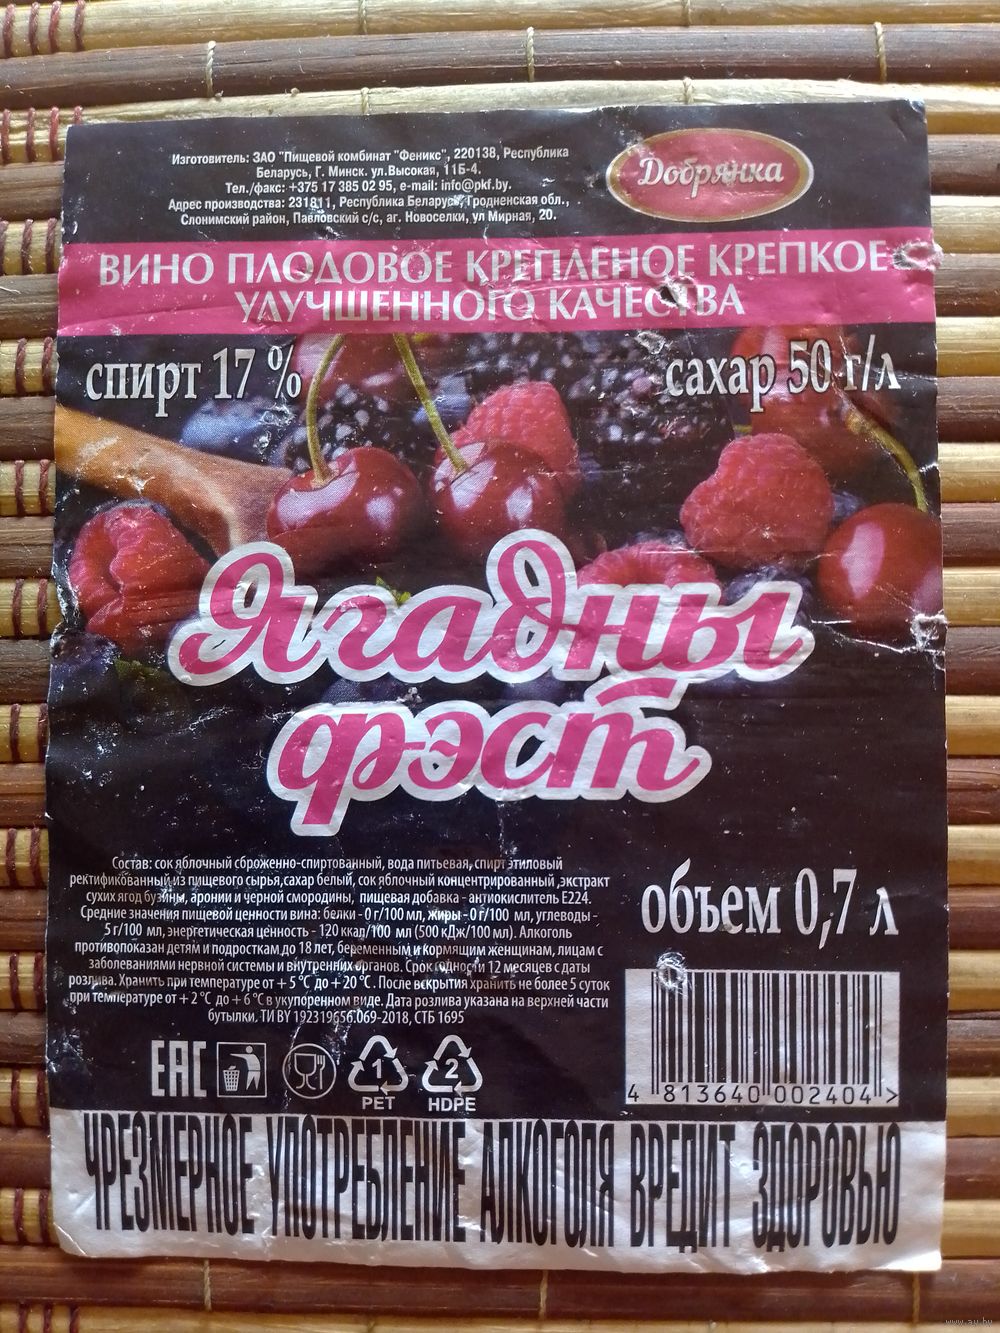 Изготовитель: ЗАО "Пищевой комбинат "Феникс", 220138, Республика
Беларусь, Г. Минск. ул.Высокая, 11Б-4.
Тел./факс: +375 17 385 02 95, e-mail: info@pkf.by.
Адрес производства: 231811, Республика Беларусь, Гродненская обл.,
Слонимский район, Павловский с/с, аг. Новоселки, ул Мирная, 20.
Добрянка
ВИНО ПЛОДОВОЕ КРЕПЛЕНОЕ КРЕПКОЕ
УЛУЧШЕННОГО КАЧЕСТВА
спирт 17 %
сахар 50 г/л
Ягадны
фэст
Состав: сок яблочный сброженно-спиртованный, вода питьевая, спирт этиловый
ректификованный из пищевого сырья,сахар белый, сок яблочный концентрированный ,экстракт
сухих ягод бузины, аронии и черной смородины, пищевая добавка - антиокислитель Е224.
Средние значения пищевой ценности вина: белки - 0 г/100 мл, жиры - 0 г/100 мл, углеводы -
5 г/100 мл, энергетическая ценность - 120 ккал/100 мл (500 кДж/100 мл). Алкоголь
противопоказан детям и подросткам до 18 лет, беременным и кормящим женщинам, лицам с
заболеваниями нервной системы и внутренних органов. Срок годности 12 месяцев с даты
розлива. Хранить при температуре от + 5 °С до + 20 °С. После вскрытия хранить не более 5 суток
при температуре от + 2 °С до + 6 °С в укупоренном виде. Дата розлива указана на верхней части
бутылки. ТИ BY 192319656.069-2018, СТБ 1695
объем 0,7 л
4 813640 002404 >
EAC
1
PET
2
HDPE
ЧРЕЗМЕРНОЕ УПОТРЕБЛЕНИЕ АЛКОГОЛЯ ВРЕДИТ ЗДОРОВЬЮ
www.ay.by